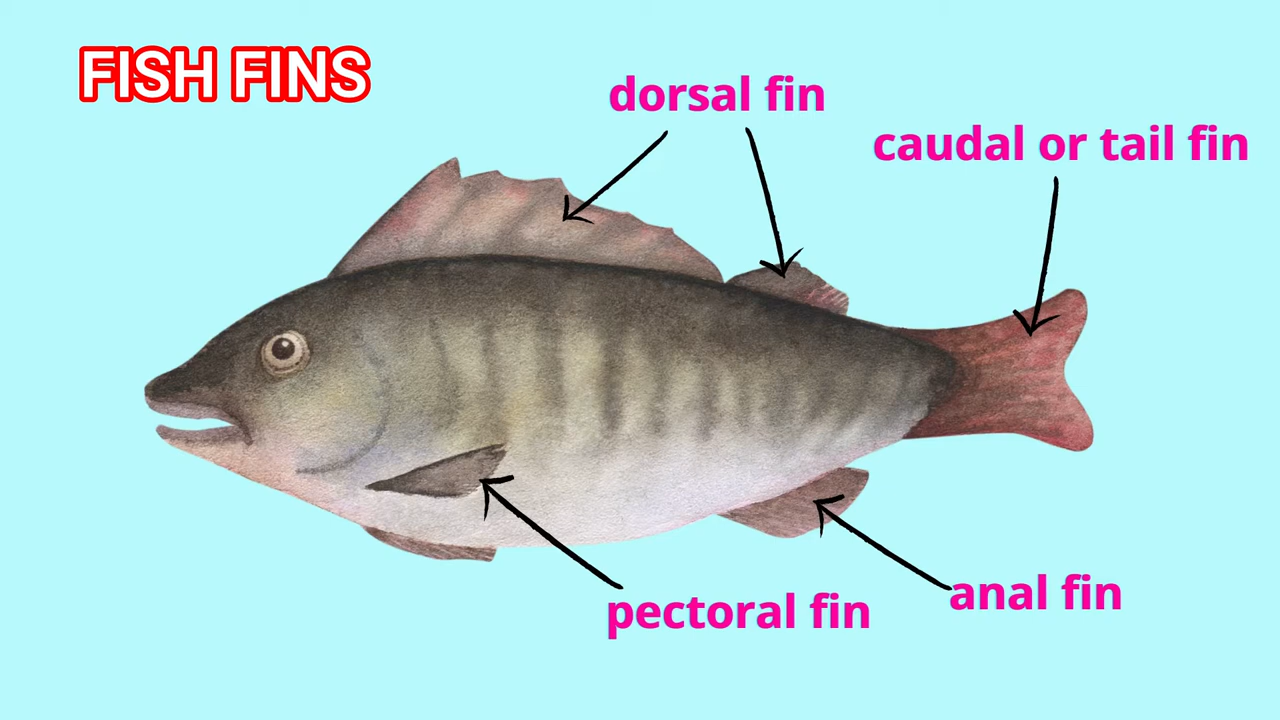 FISH FINS
dorsal fin
caudal or tail fin
pectoral fin
anal fin